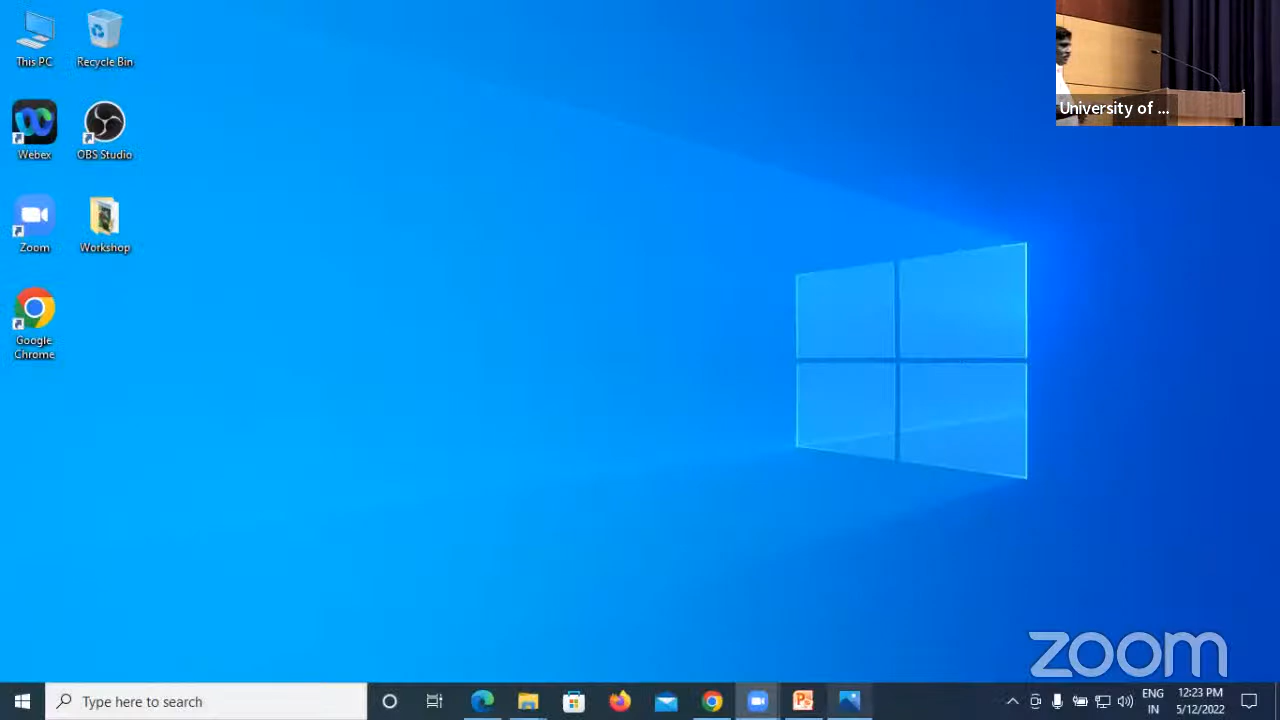 This PC
Recycle Bin
Webex
OBS Studio
Zoom
Workshop
Google
Chrome
University of ...
zoom
Type here to search
ENG
IN
12:23 PM
5/12/2022